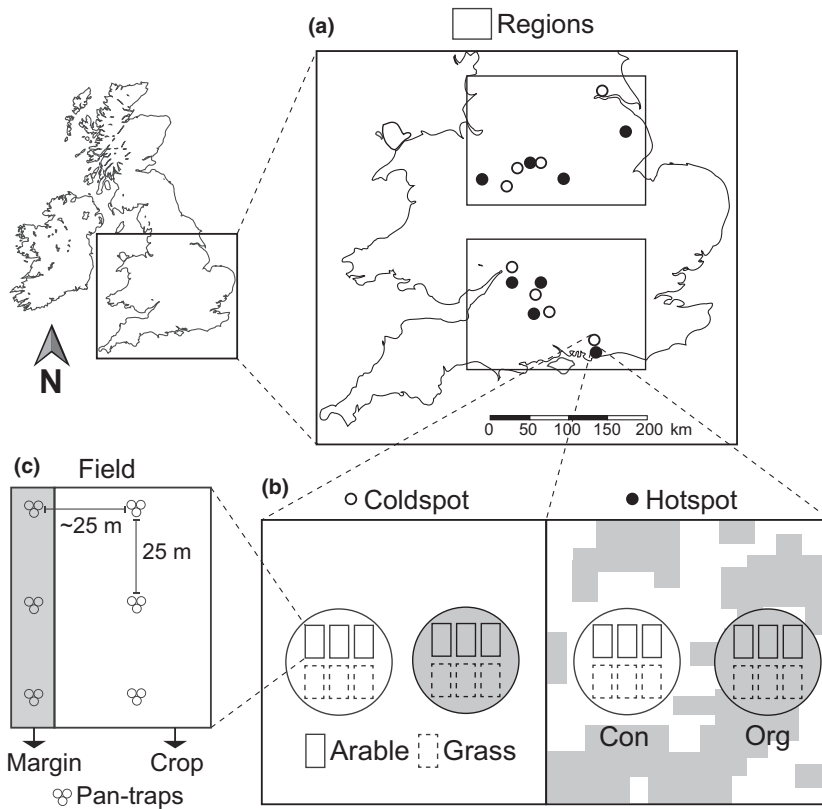 (a)
Regions
N
0 50 100 150 200 km
(c)
Field
~25 m
25 m
Margin
Crop
Pan-traps
(b)
Coldspot
Hotspot
Con
Org
Arable
Grass